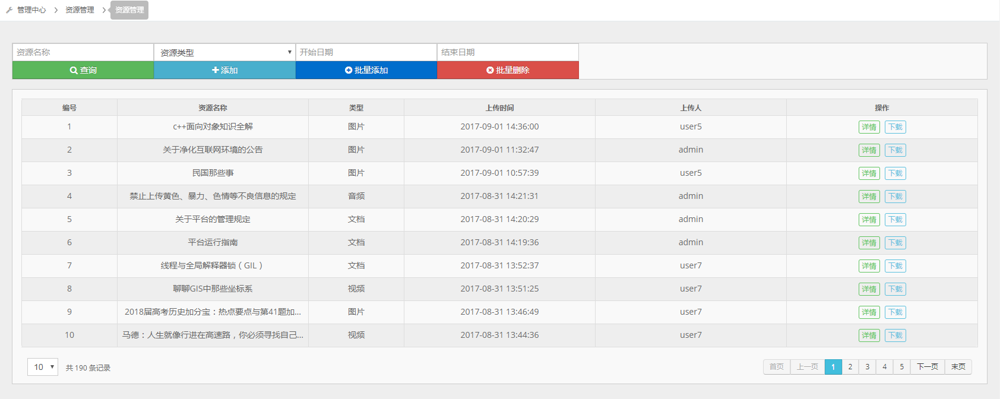 管理中心 资源管理 资源管理
资源名称 资源类型 开始日期 结束日期
查询 添加 批量添加 批量删除
编号 资源名称 类型 上传时间 上传人 操作
1 c++面向对象知识全解 图片 2017-09-01 14:36:00 user5 详情 下载
2 关于净化互联网环境的公告 图片 2017-09-01 11:32:47 admin 详情 下载
3 民国那些事 图片 2017-09-01 10:57:39 user5 详情 下载
4 禁止上传黄色、暴力、色情等不良信息的规定 音频 2017-08-31 14:21:31 admin 详情 下载
5 关于平台的管理规定 文档 2017-08-31 14:20:29 admin 详情 下载
6 平台运行指南 文档 2017-08-31 14:19:36 admin 详情 下载
7 线程与全局解释器锁（GIL） 文档 2017-08-31 13:52:37 user7 详情 下载
8 聊聊GIS中那些坐标系 视频 2017-08-31 13:51:25 user7 详情 下载
9 2018届高考历史加分宝：热点要点与第41题加... 图片 2017-08-31 13:46:49 user7 详情 下载
10 马德：人生就像行进在高速路，你必须寻找自己... 视频 2017-08-31 13:44:36 user7 详情 下载
10 共 190 条记录 首页 上一页 1 2 3 4 5 下一页 末页